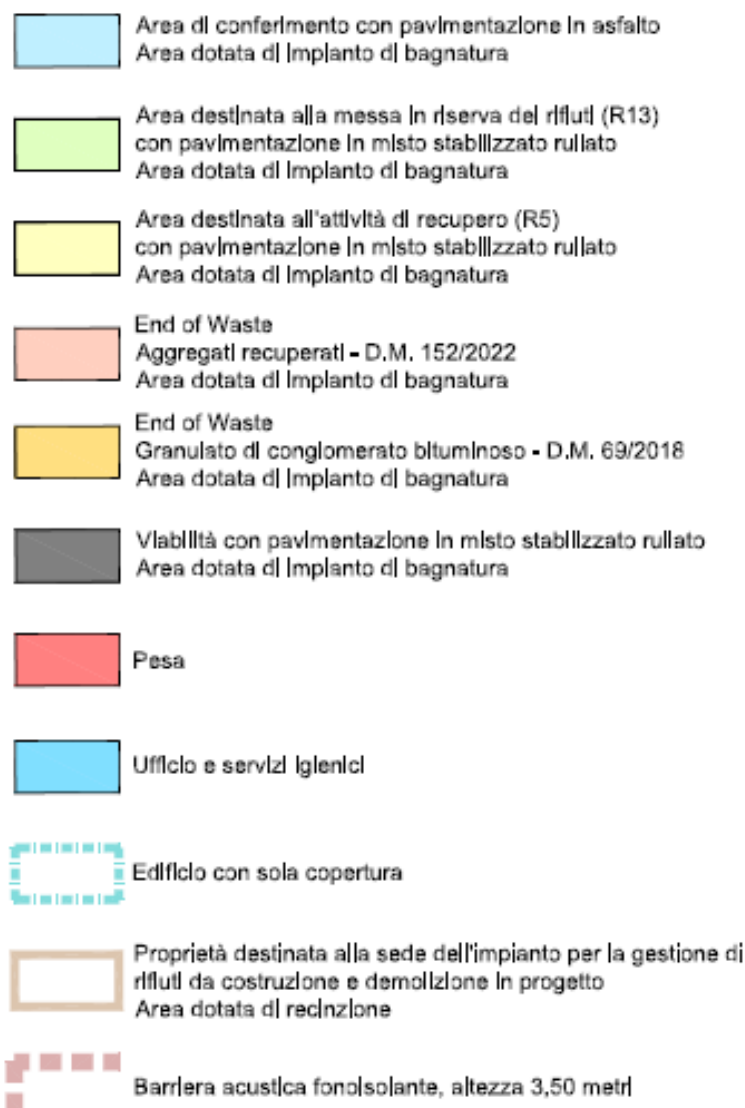 Area di conferimento con pavimentazione in asfalto
Area dotata di impianto di bagnatura
Area destinata alla messa in riserva dei rifiuti (R13)
con pavimentazione in misto stabilizzato rullato
Area dotata di impianto di bagnatura
Area destinata all'attività di recupero (R5)
con pavimentazione in misto stabilizzato rullato
Area dotata di impianto di bagnatura
End of Waste
Aggregati recuperati - D.M. 152/2022
Area dotata di impianto di bagnatura
End of Waste
Granulato di conglomerato bituminoso - D.M. 69/2018
Area dotata di impianto di bagnatura
Viabilità con pavimentazione in misto stabilizzato rullato
Area dotata di impianto di bagnatura
Pesa
Ufficio e servizi igienici
Edificio con sola copertura
Proprietà destinata alla sede dell'impianto per la gestione di
rifiuti da costruzione e demolizione in progetto
Area dotata di recinzione
Barriera acustica fonoisolante, altezza 3,50 metri